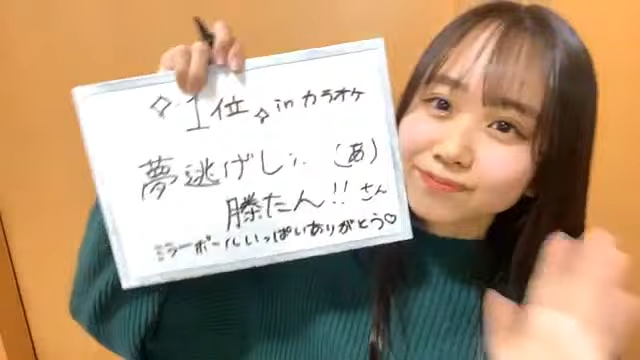 ✧1位✧ in カラオケ
夢逃げし (あ)
藤たん!! さん
ミラーボールいっぱいありがとう♡